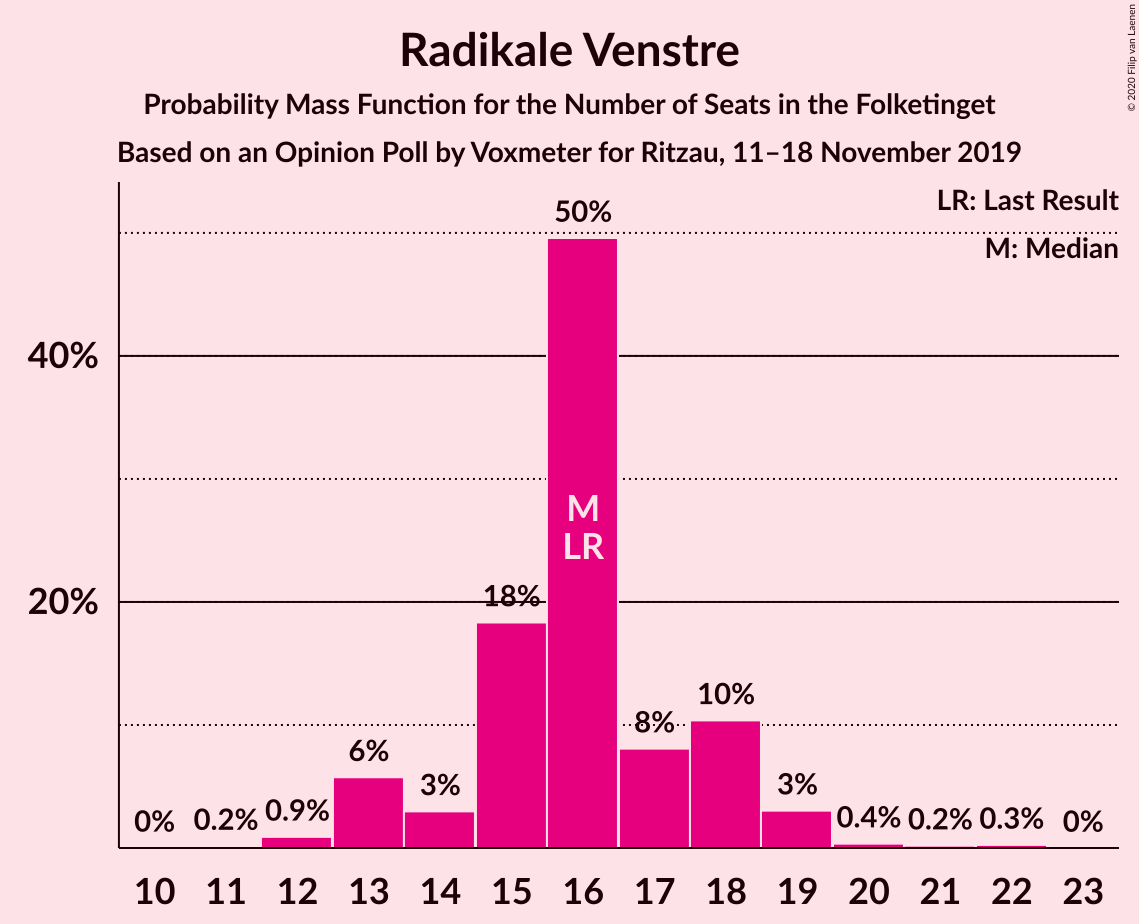 Radikale Venstre
Probability Mass Function for the Number of Seats in the Folketinget
Based on an Opinion Poll by Voxmeter for Ritzau, 11–18 November 2019
© 2020 Filip van Laenen
LR: Last Result
M: Median
50%
40%
M
LR
20%
18%
10%
8%
6%
3%
3%
0%
0.2%
0.9%
0.4%
0.2%
0.3%
0%
10 11 12 13 14 15 16 17 18 19 20 21 22 23